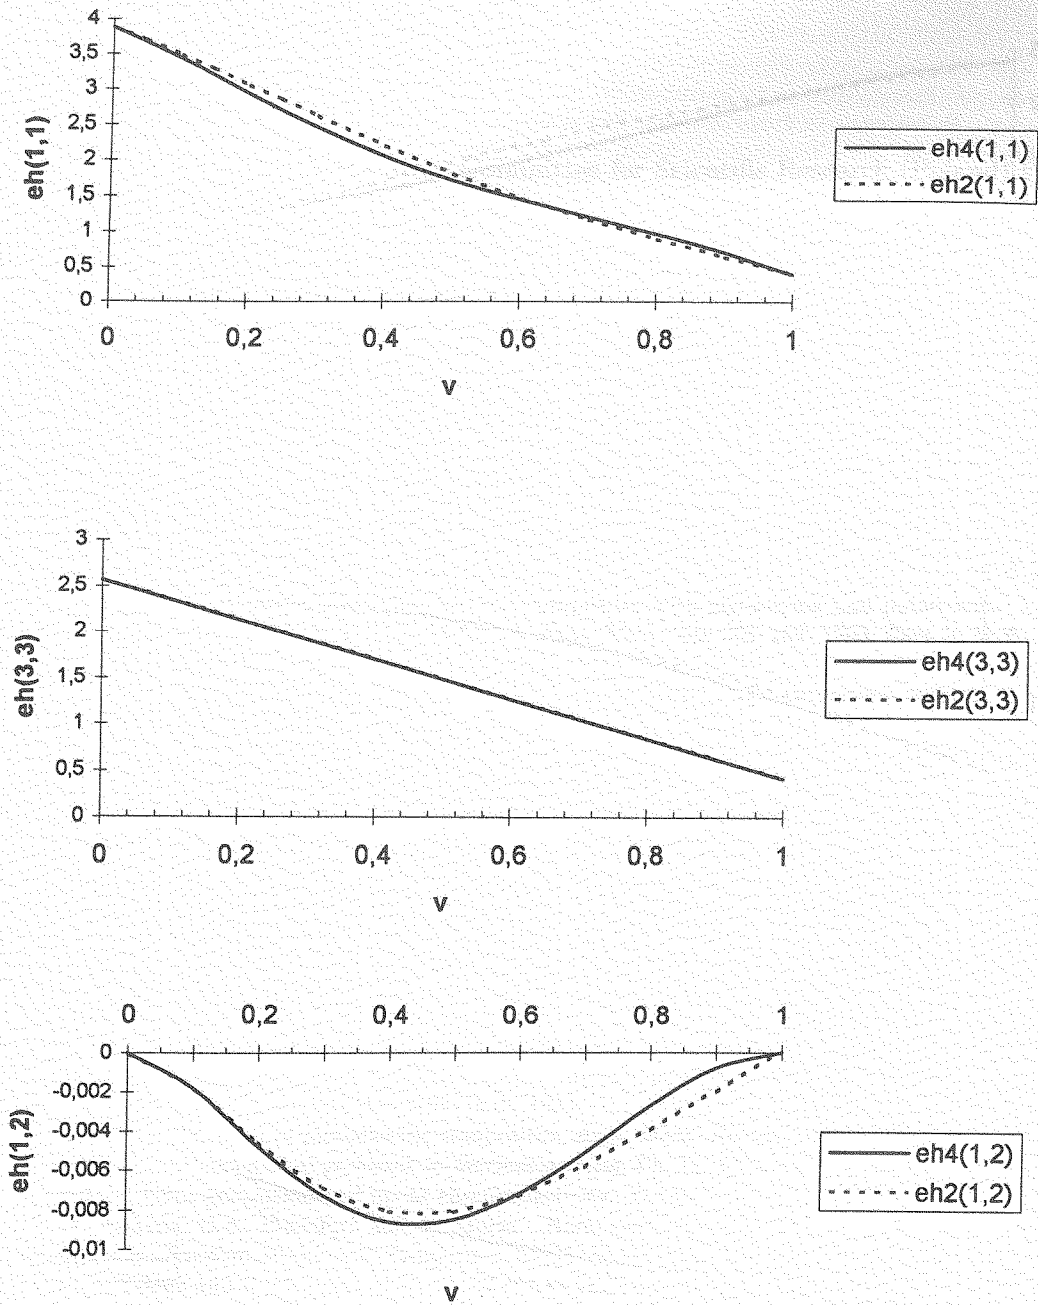 4
3,5
3
2,5
2
1,5
1
0,5
0
eh(1,1)
0 0,2 0,4 0,6 0,8 1
v
eh4(1,1)
eh2(1,1)
3
2,5
2
1,5
1
0,5
0
eh(3,3)
0 0,2 0,4 0,6 0,8 1
v
eh4(3,3)
eh2(3,3)
0 0,2 0,4 0,6 0,8 1
0
-0,002
-0,004
-0,006
-0,008
-0,01
eh(1,2)
v
eh4(1,2)
eh2(1,2)